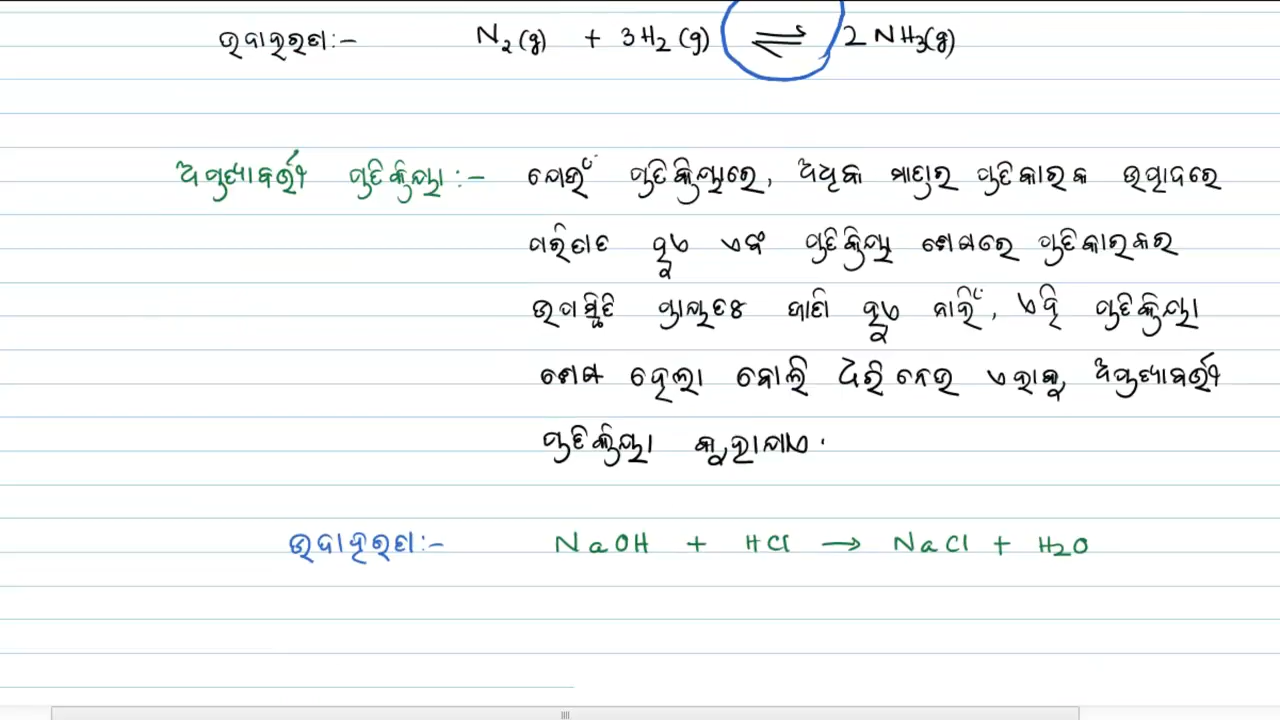 ଉଦାହରଣ:- N₂(g) + 3H₂(g) ⇌ 2NH₃(g)
ଅପ୍ରତ୍ୟାବର୍ତ୍ତୀ ପ୍ରତିକ୍ରିୟା:- ଯେଉଁ ପ୍ରତିକ୍ରିୟାରେ, ଅଧିକ ମାତ୍ରାର ପ୍ରତିକାରକ ଉତ୍ପାଦରେ
ପରିଣତ ହୁଏ ଏବଂ ପ୍ରତିକ୍ରିୟା ଶେଷରେ ପ୍ରତିକାରକର
ଉପସ୍ଥିତି ପ୍ରାୟତଃ ଜାଣି ହୁଏ ନାହିଁ, ଏହି ପ୍ରତିକ୍ରିୟା
ଶେଷ ହେଲା ବୋଲି ଧରି ନେଉ ଏହାକୁ ଅପ୍ରତ୍ୟାବର୍ତ୍ତୀ
ପ୍ରତିକ୍ରିୟା କୁହାଯାଏ.
ଉଦାହରଣ:- NaOH + HCl → NaCl + H₂O